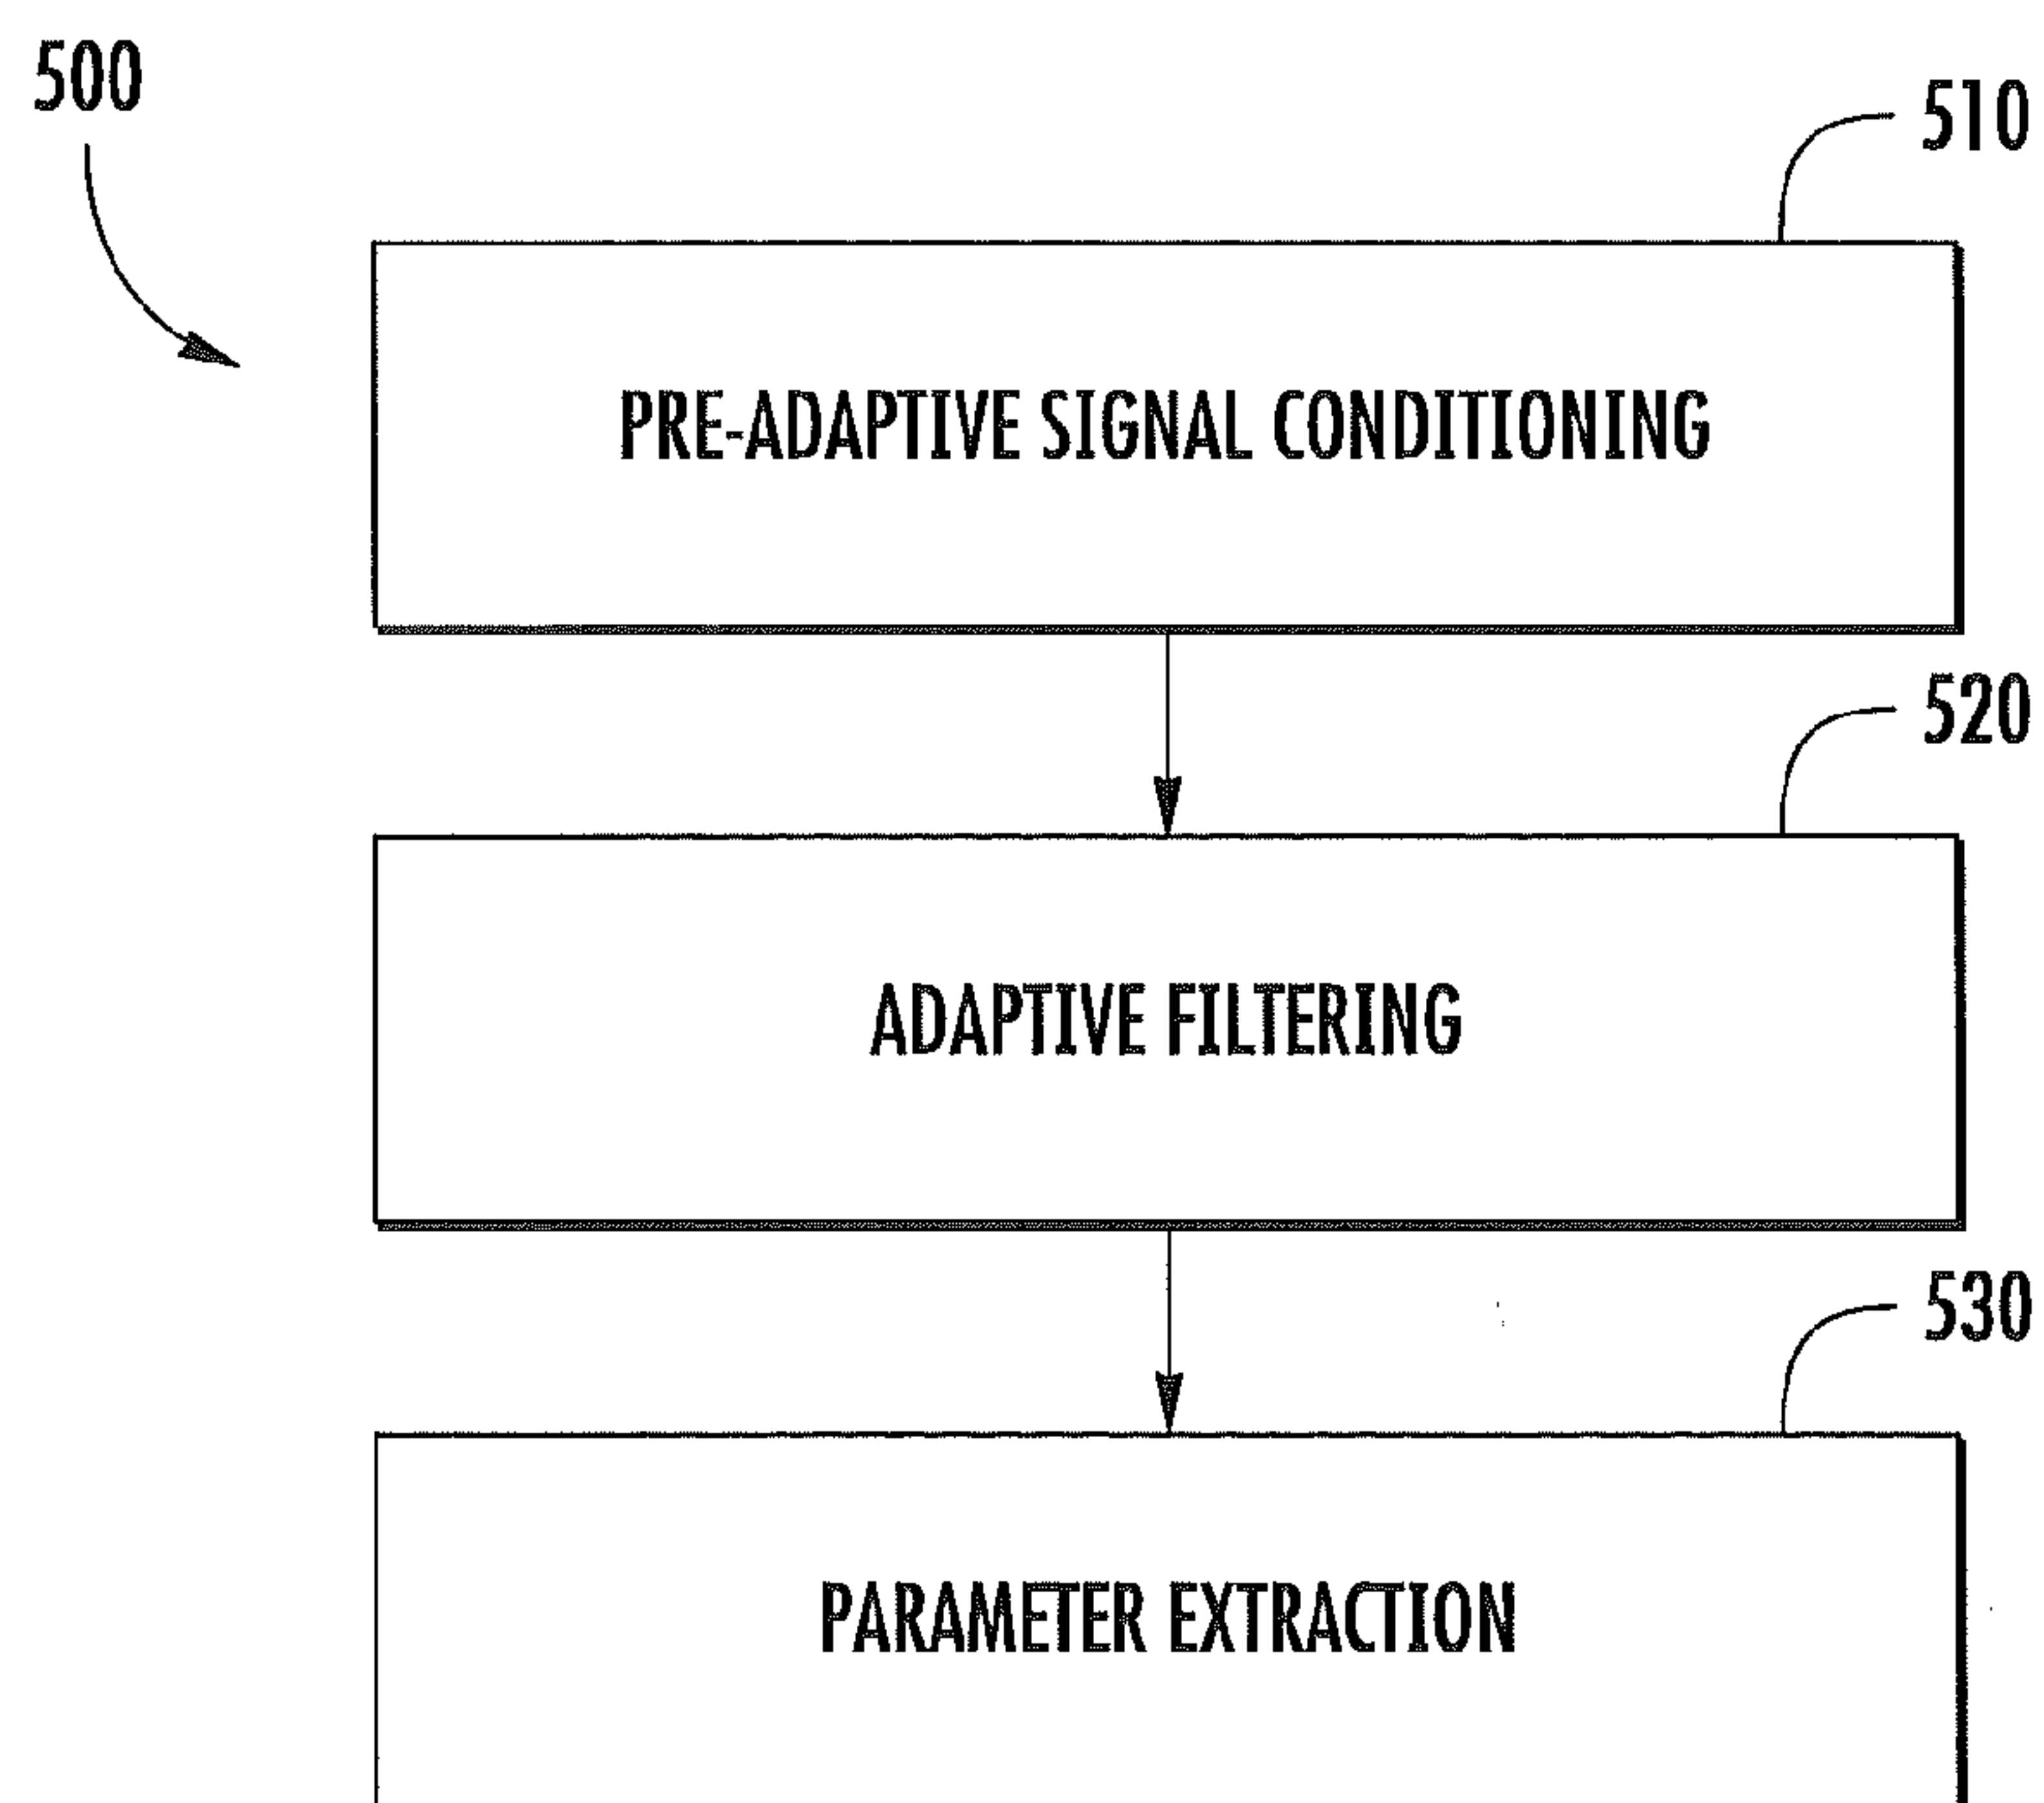 500
510
PRE-ADAPTIVE SIGNAL CONDITIONING
520
ADAPTIVE FILTERING
530
PARAMETER EXTRACTION